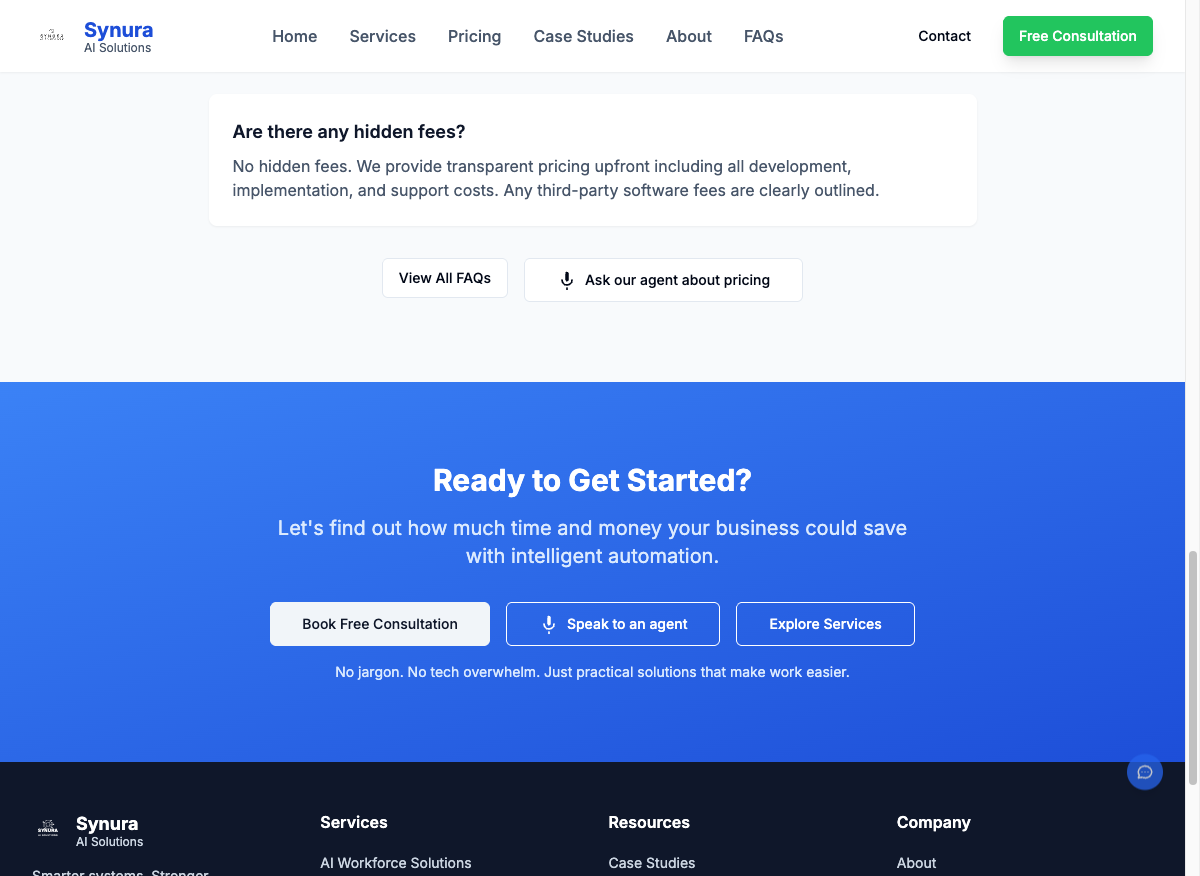 Synura
AI Solutions
Home
Services
Pricing
Case Studies
About
FAQs
Contact
Free Consultation
Are there any hidden fees?
No hidden fees. We provide transparent pricing upfront including all development,
implementation, and support costs. Any third-party software fees are clearly outlined.
View All FAQs
Ask our agent about pricing
Ready to Get Started?
Let's find out how much time and money your business could save
with intelligent automation.
Book Free Consultation
Speak to an agent
Explore Services
No jargon. No tech overwhelm. Just practical solutions that make work easier.
SYNURA
Synura
AI Solutions
Smarter systems. Stronger
Services
AI Workforce Solutions
Resources
Case Studies
Company
About